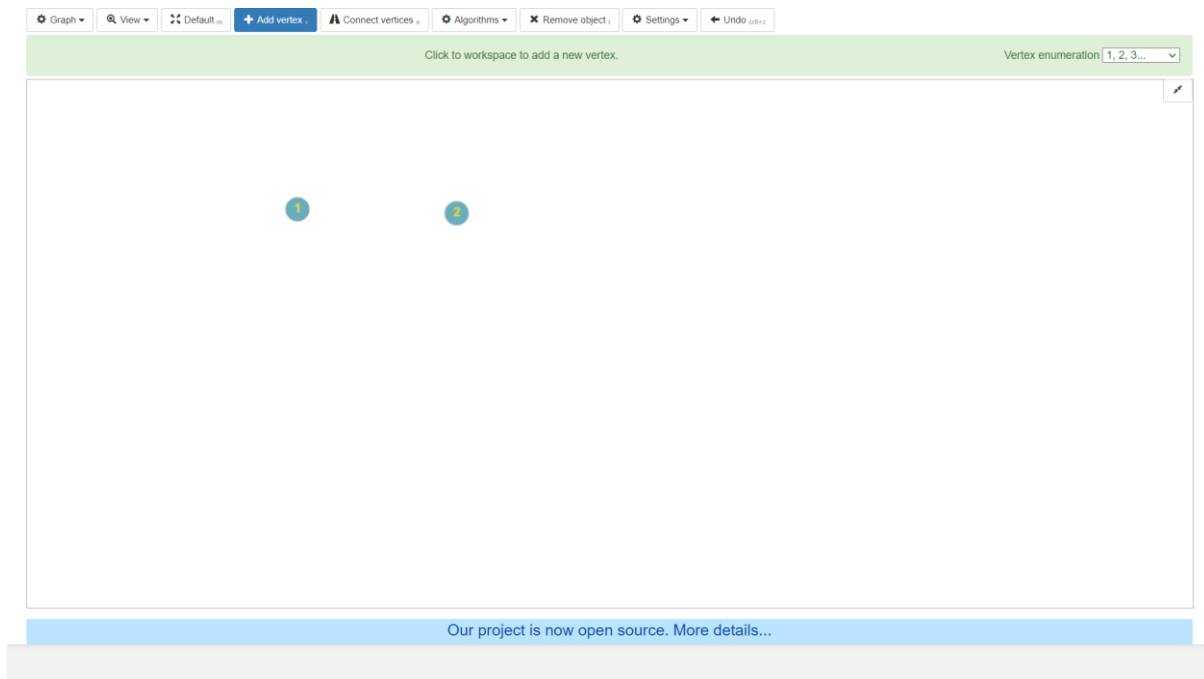 Graph View Default Add vertex Connect vertices Algorithms Remove object Settings Undo ctrl+z
Click to workspace to add a new vertex. Vertex enumeration 1, 2, 3...
1 2
Our project is now open source. More details...